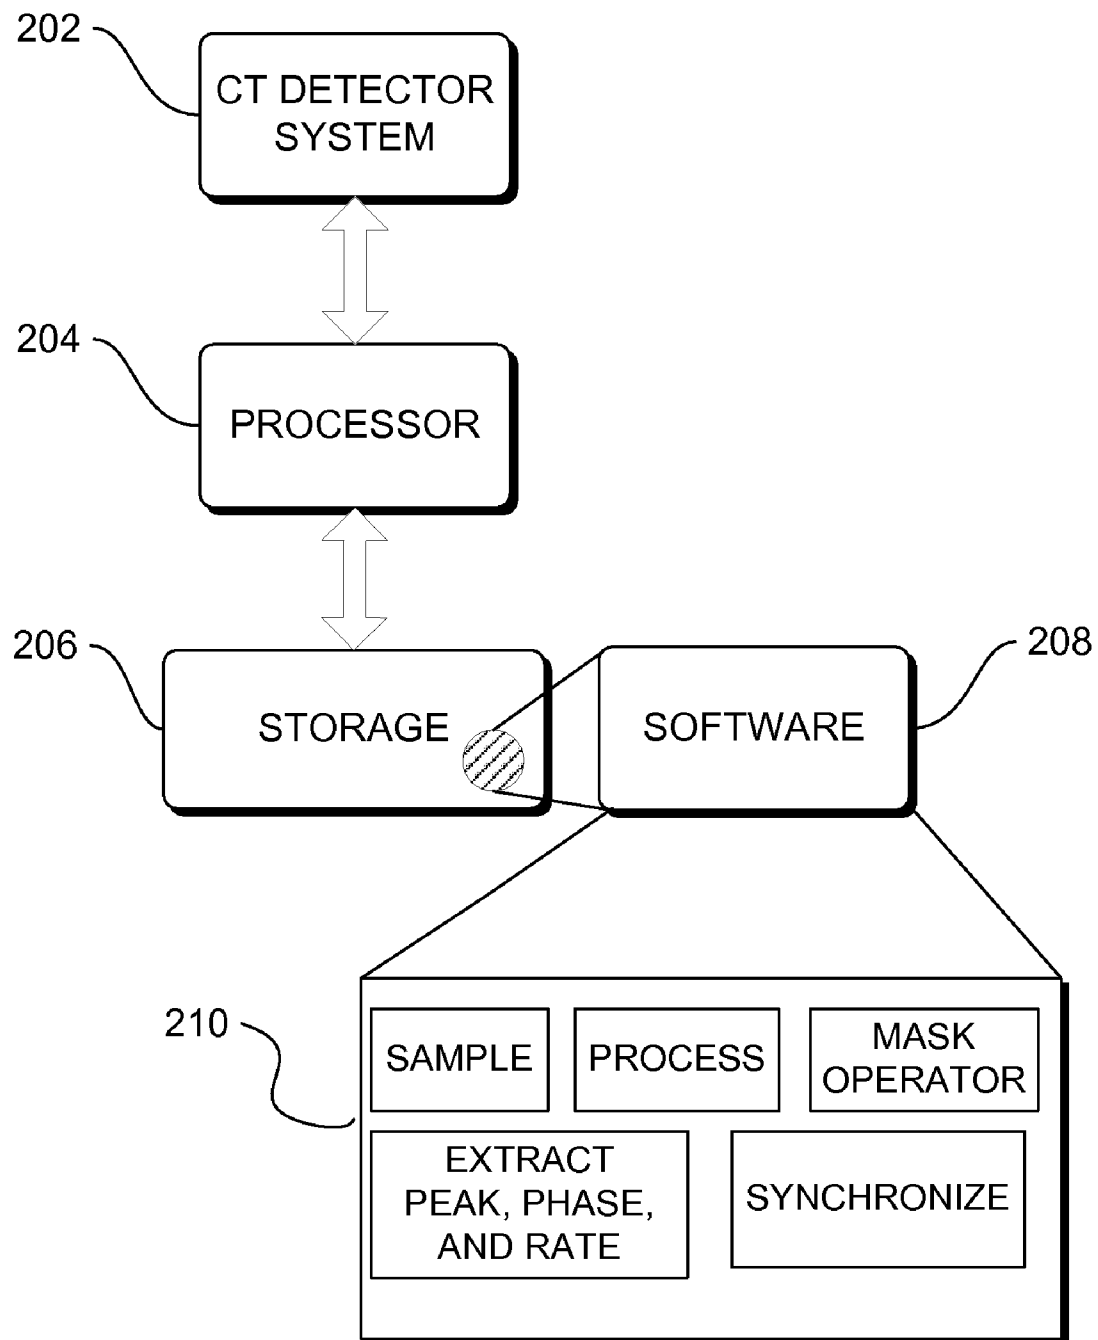 202
CT DETECTOR
SYSTEM
204
PROCESSOR
206
STORAGE
SOFTWARE
208
210
SAMPLE
PROCESS
MASK
OPERATOR
EXTRACT
PEAK, PHASE,
AND RATE
SYNCHRONIZE